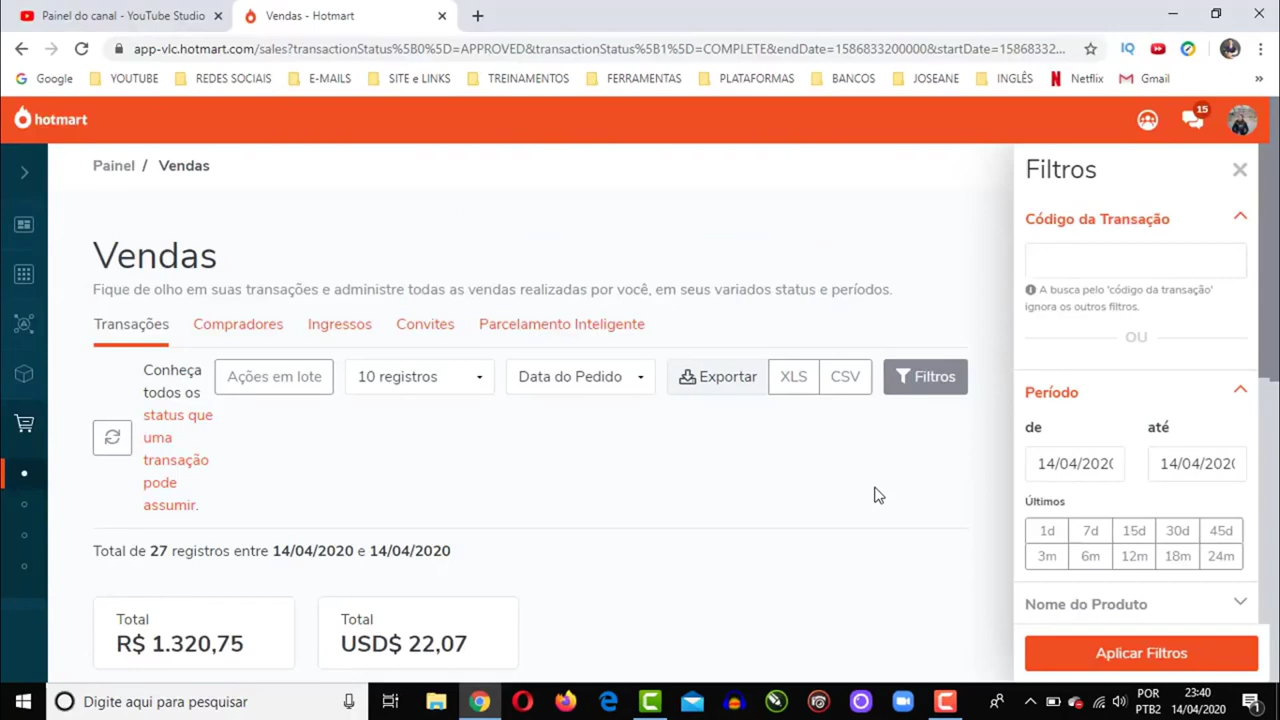 Painel do canal - YouTube Studio
Vendas - Hotmart
app-vlc.hotmart.com/sales?transactionStatus%5B0%5D=APPROVED&transactionStatus%5B1%5D=COMPLETE&endDate=1586833200000&startDate=15868332...
IQ
Google YOUTUBE REDES SOCIAIS E-MAILS SITE e LINKS TREINAMENTOS FERRAMENTAS PLATAFORMAS BANCOS JOSEANE INGLÊS Netflix Gmail »
hotmart
15
Painel / Vendas
Vendas
Fique de olho em suas transações e administre todas as vendas realizadas por você, em seus variados status e períodos.
Transações Compradores Ingressos Convites Parcelamento Inteligente
Conheça
todos os
status que
uma
transação
pode
assumir.
Ações em lote
10 registros
Data do Pedido
Exportar XLS CSV
Filtros
Total de 27 registros entre 14/04/2020 e 14/04/2020
Total
R$ 1.320,75
Total
USD$ 22,07
Filtros
Código da Transação
A busca pelo 'código da transação'
ignora os outros filtros.
OU
Período
de até
14/04/2020 14/04/2020
Últimos
1d 7d 15d 30d 45d
3m 6m 12m 18m 24m
Nome do Produto
Aplicar Filtros
Digite aqui para pesquisar
POR
PTB2
23:40
14/04/2020
1